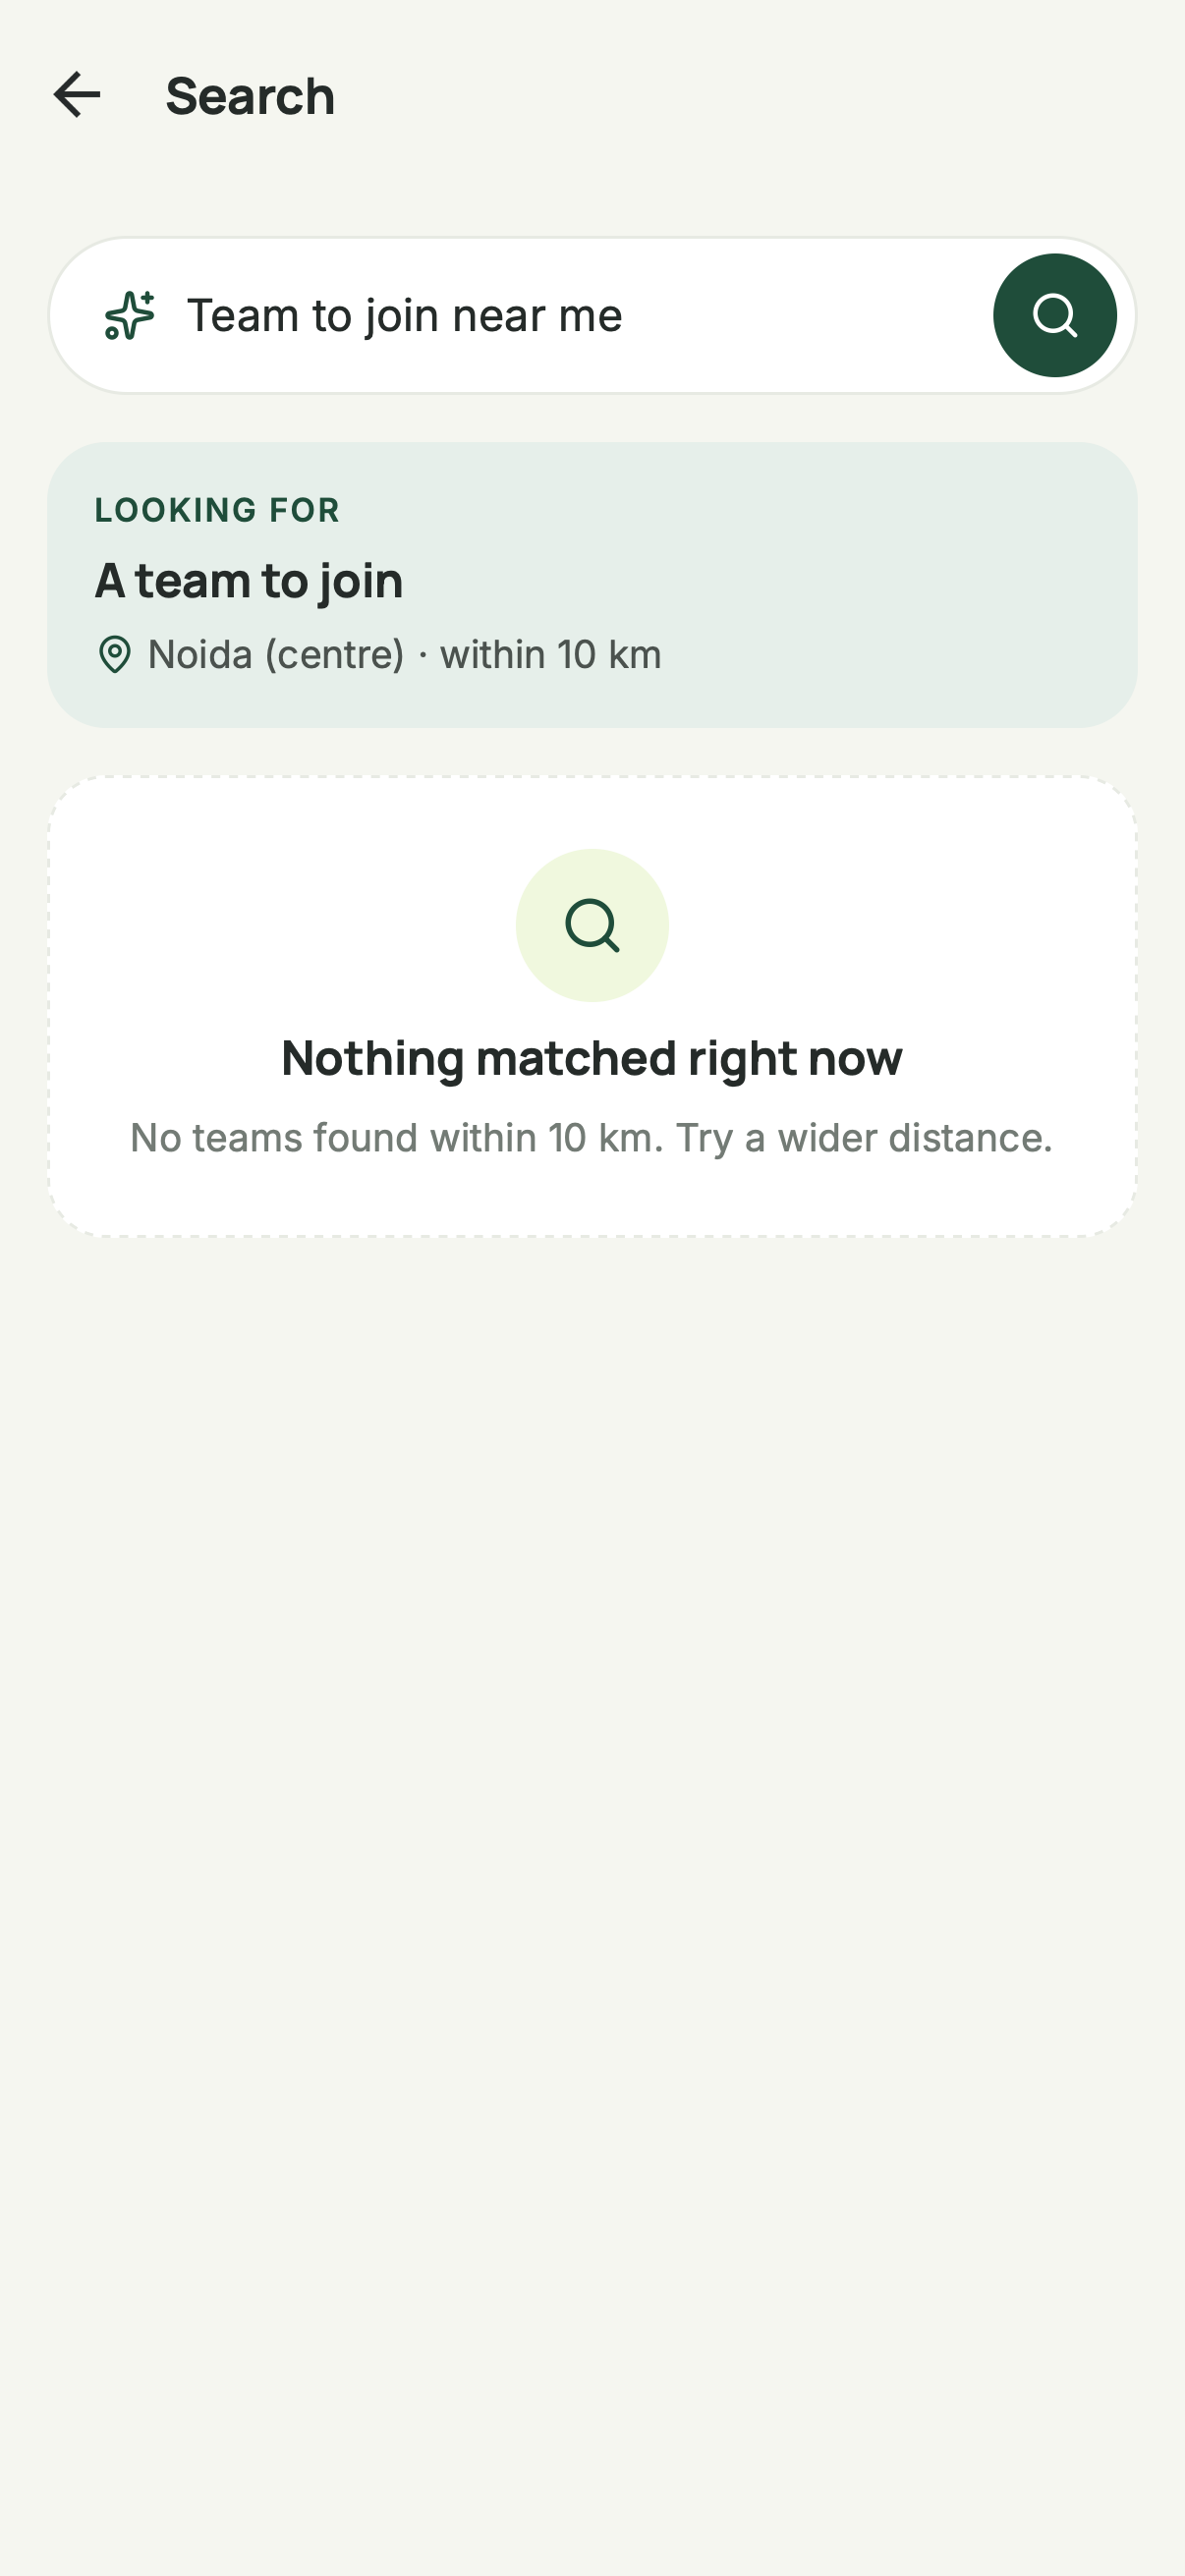 Search
Team to join near me
LOOKING FOR
A team to join
Noida (centre) · within 10 km
Nothing matched right now
No teams found within 10 km. Try a wider distance.